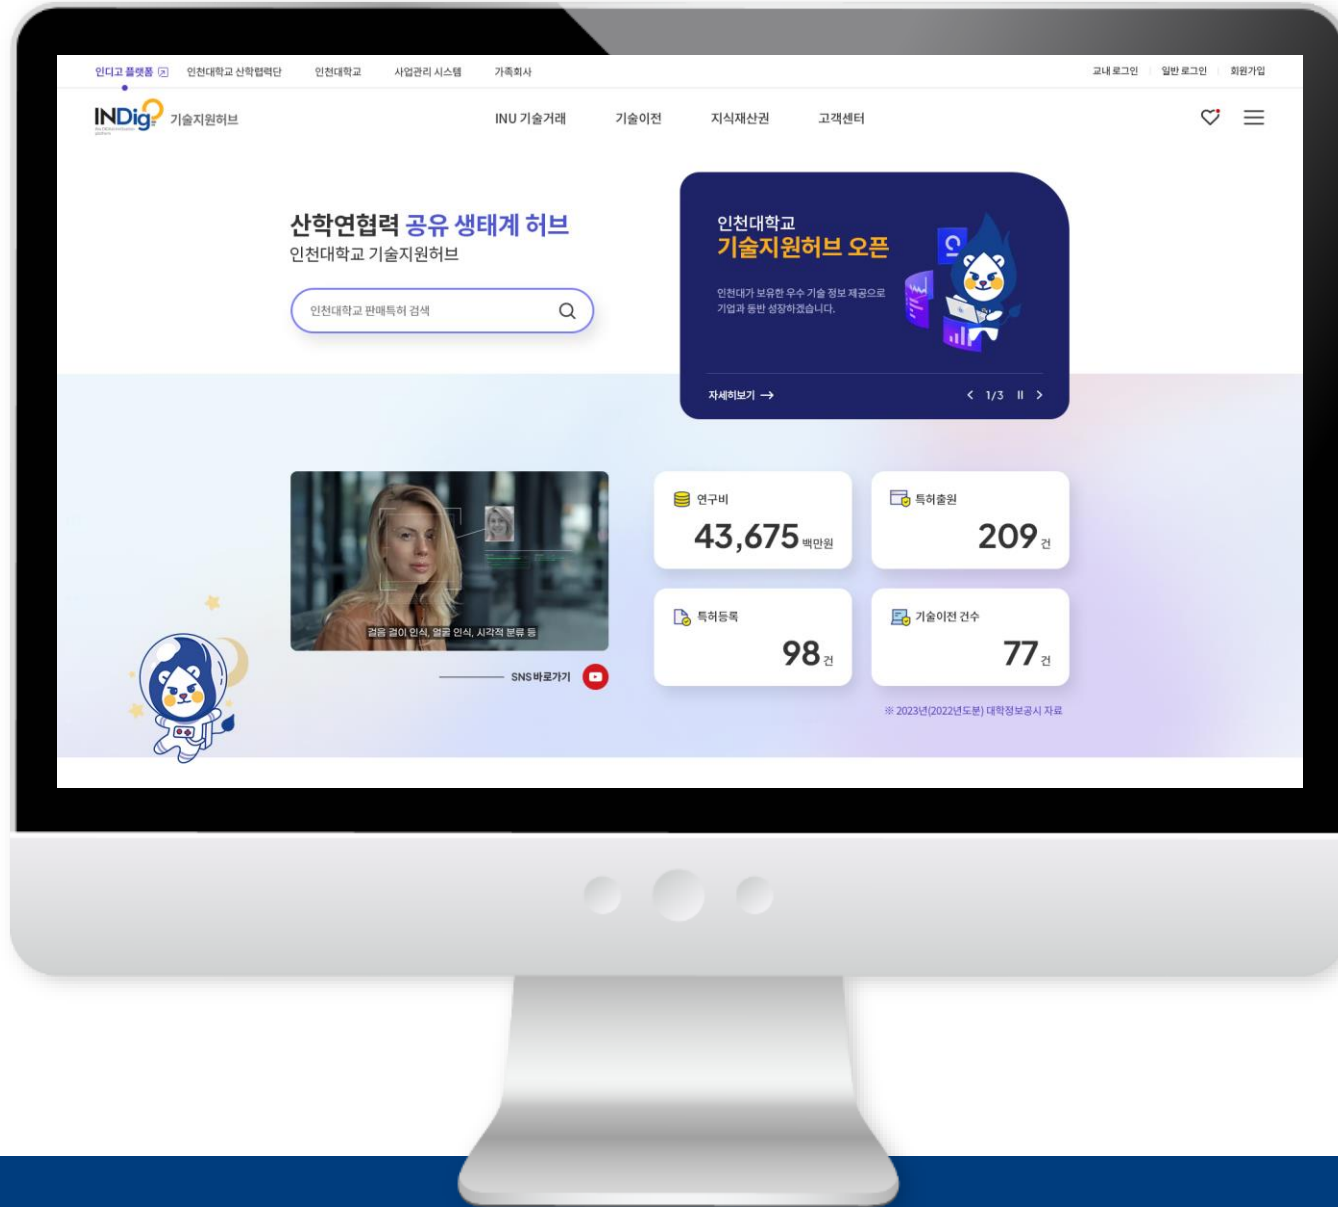 인디고 플랫폼
인천대학교 산학협력단
인천대학교
사업관리 시스템
가족회사
교내 로그인
일반 로그인
회원가입
INDigo
기술지원허브
INU 기술거래
기술이전
지식재산권
고객센터
산학연협력 공유 생태계 허브
인천대학교 기술지원허브
인천대학교 판매특허 검색
인천대학교
기술지원허브 오픈
인천대가 보유한 우수 기술 정보 제공으로
기업과 동반 성장하겠습니다.
자세히보기 →
< 1/3 II >
걸음 걸이 인식, 얼굴 인식, 시각적 분류 등
SNS 바로가기
연구비
43,675 백만원
특허출원
209 건
특허등록
98 건
기술이전 건수
77 건
※ 2023년(2022년도분) 대학정보공시 자료